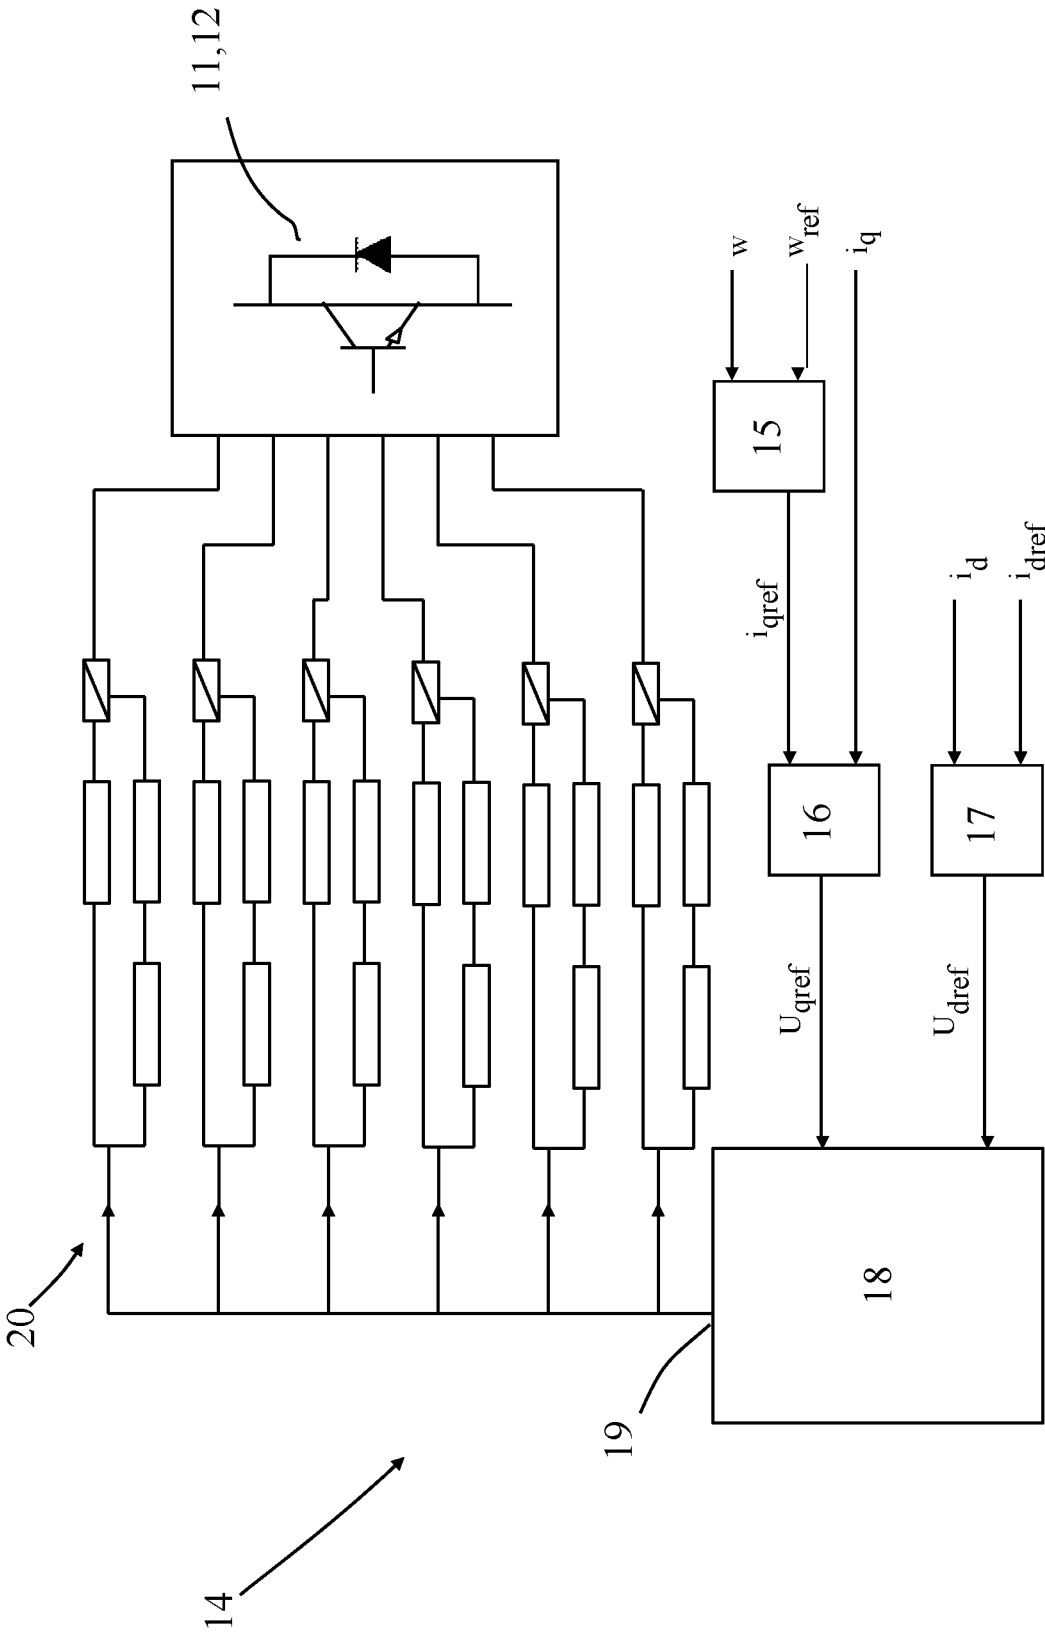 11,12
w
w_ref
i_q
15
i_d
i_dref
i_qref
16
17
U_qref
U_dref
20
18
19
14